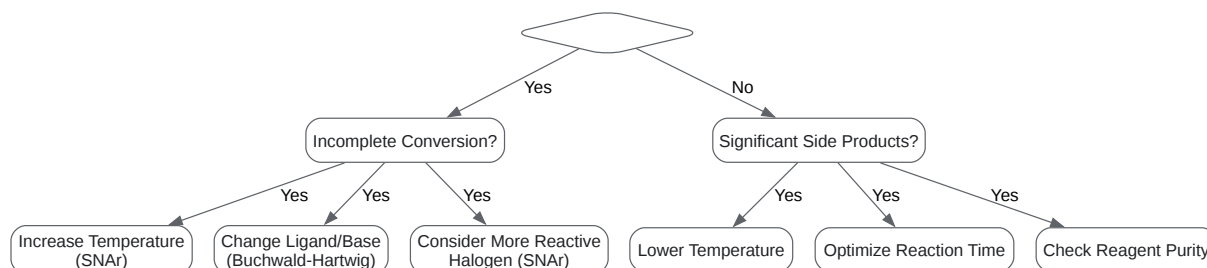 Yes
No
Incomplete Conversion?
Significant Side Products?
Yes
Yes
Yes
Yes
Yes
Yes
Increase Temperature
(SNAr)
Change Ligand/Base
(Buchwald-Hartwig)
Consider More Reactive
Halogen (SNAr)
Lower Temperature
Optimize Reaction Time
Check Reagent Purity